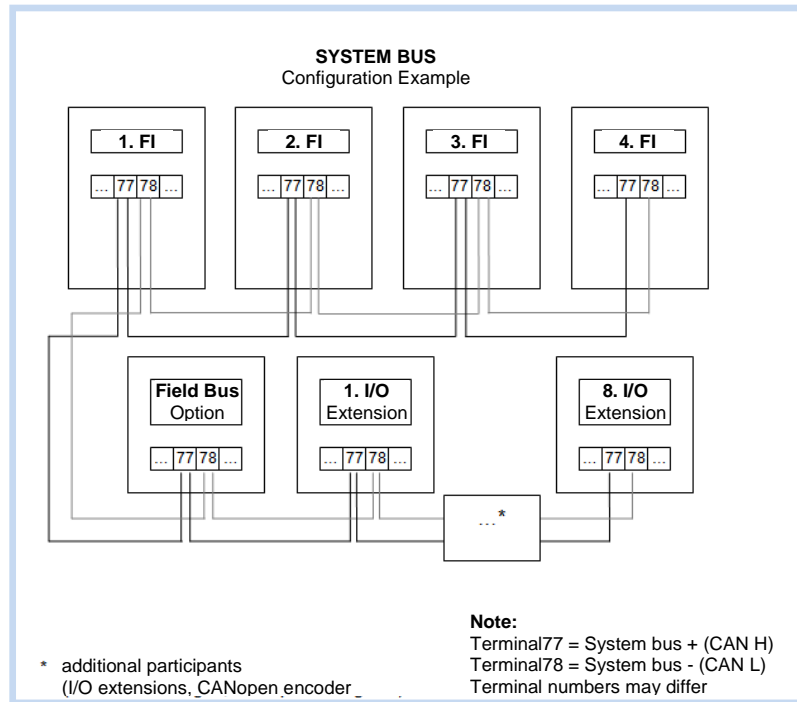 SYSTEM BUS
Configuration Example
1. FI 2. FI 3. FI 4. FI
... 77 78 ... ... 77 78 ... ... 77 78 ... ... 77 78 ...
Field Bus 1. I/O 8. I/O
Option Extension Extension
... 77 78 ... ... 77 78 ... ... 77 78 ...
...*
Note:
Terminal77 = System bus + (CAN H)
* additional participants Terminal78 = System bus - (CAN L)
(I/O extensions, CANopen encoder Terminal numbers may differ